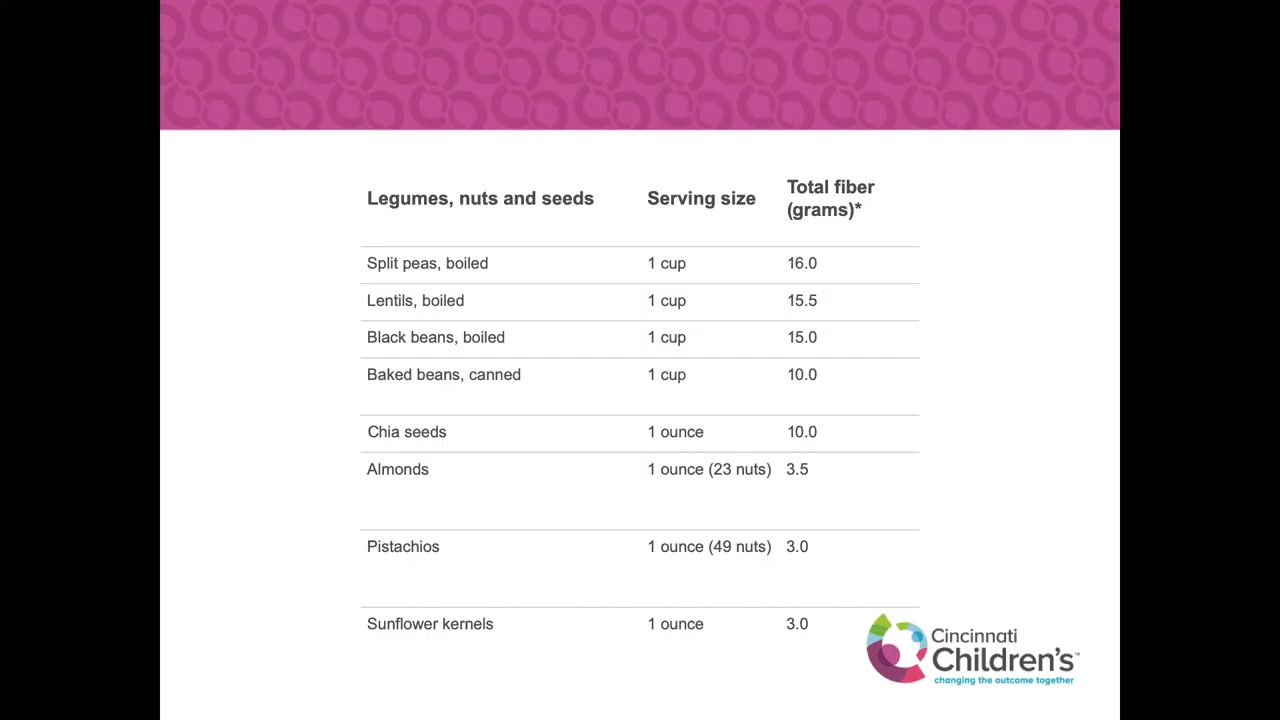 Legumes, nuts and seeds Serving size Total fiber
(grams)*
Split peas, boiled 1 cup 16.0
Lentils, boiled 1 cup 15.5
Black beans, boiled 1 cup 15.0
Baked beans, canned 1 cup 10.0
Chia seeds 1 ounce 10.0
Almonds 1 ounce (23 nuts) 3.5
Pistachios 1 ounce (49 nuts) 3.0
Sunflower kernels 1 ounce 3.0
Cincinnati
Children's™
changing the outcome together